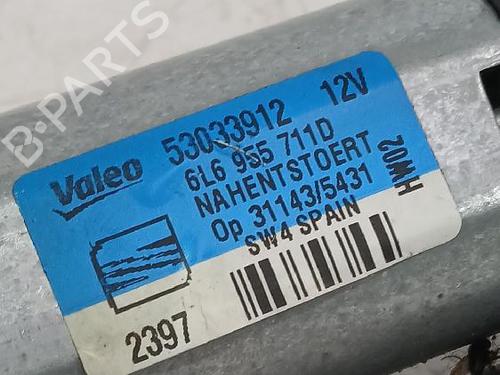 B-PARTS
Valeo
53033912 12V
6L6 955 711D
NAHENTSTOERT
Op 31143/5431
SW4 SPAIN
HW02
2397